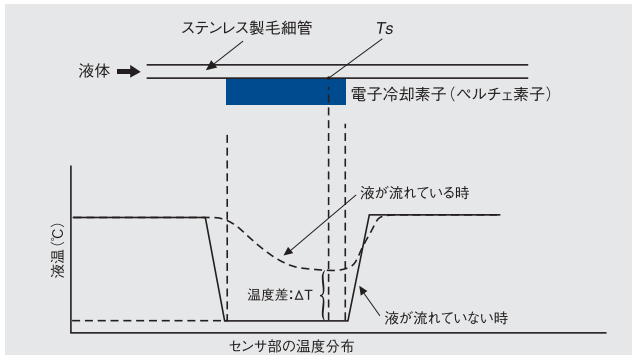 ステンレス製毛細管
Ts
液体
電子冷却素子（ペルチェ素子）
液が流れている時
液温（℃）
温度差：ΔT
液が流れていない時
センサ部の温度分布